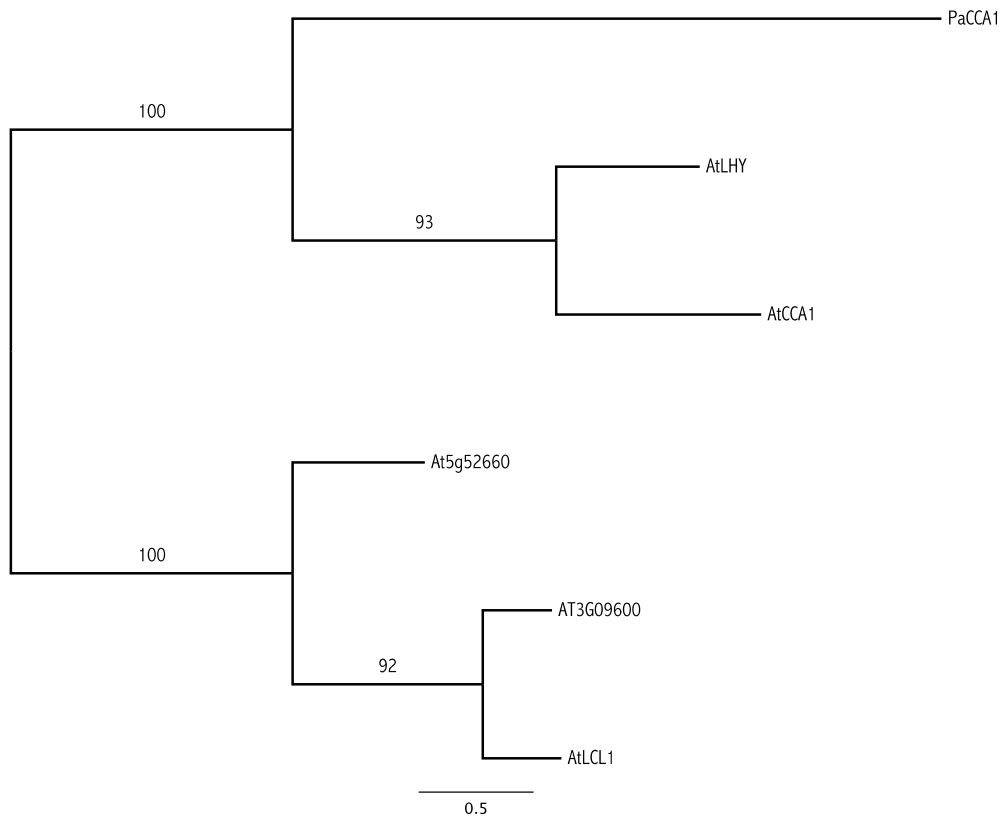 PaCCA1
100
AtLHY
93
AtCCA1
At5g52660
100
AT3G09600
92
AtLCL1
0.5